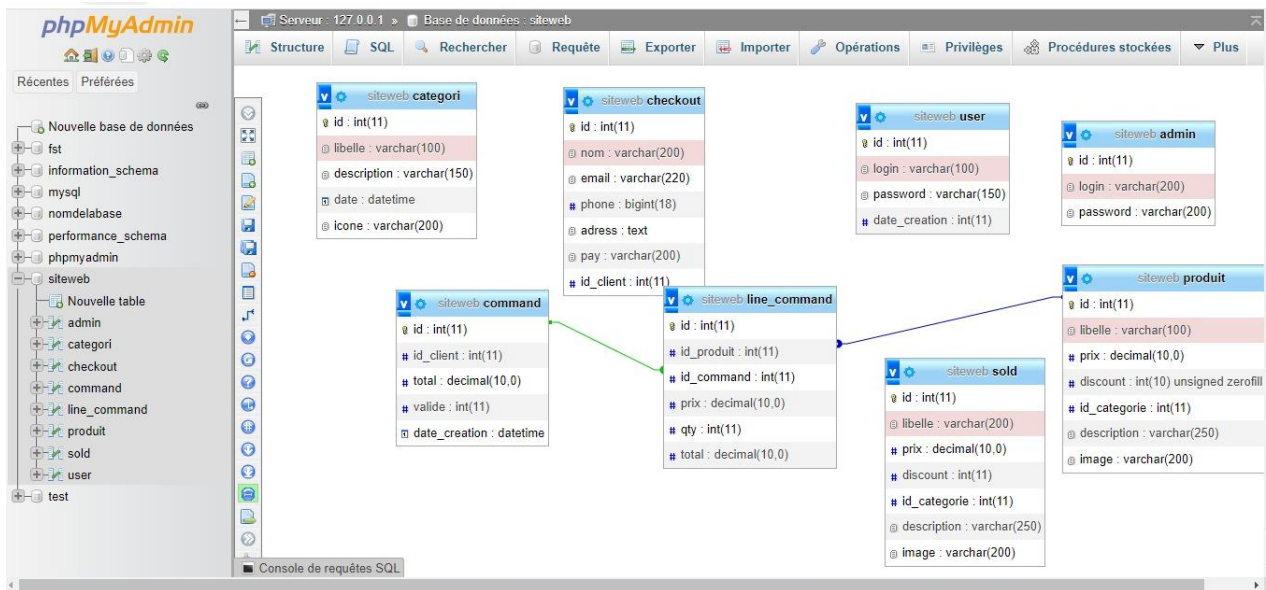 phpMyAdmin
Récentes Préférées
Nouvelle base de données
fst
information_schema
mysql
nomdelabase
performance_schema
phpmyadmin
siteweb
Nouvelle table
admin
categori
checkout
command
line_command
produit
sold
user
test
Serveur : 127.0.0.1 » Base de données : siteweb
Structure SQL Rechercher Requête Exporter Importer Opérations Privilèges Procédures stockées Plus
siteweb categori
id : int(11)
libelle : varchar(100)
description : varchar(150)
date : datetime
icone : varchar(200)
siteweb checkout
id : int(11)
nom : varchar(200)
email : varchar(220)
phone : bigint(18)
adress : text
pay : varchar(200)
id_client : int(11)
siteweb user
id : int(11)
login : varchar(100)
password : varchar(150)
date_creation : int(11)
siteweb admin
id : int(11)
login : varchar(200)
password : varchar(200)
siteweb command
id : int(11)
id_client : int(11)
total : decimal(10,0)
valide : int(11)
date_creation : datetime
siteweb line_command
id : int(11)
id_produit : int(11)
id_command : int(11)
prix : decimal(10,0)
qty : int(11)
total : decimal(10,0)
siteweb produit
id : int(11)
libelle : varchar(100)
prix : decimal(10,0)
discount : int(10) unsigned zerofill
id_categorie : int(11)
description : varchar(250)
image : varchar(200)
siteweb sold
id : int(11)
libelle : varchar(200)
prix : decimal(10,0)
discount : int(11)
id_categorie : int(11)
description : varchar(250)
image : varchar(200)
Console de requêtes SQL